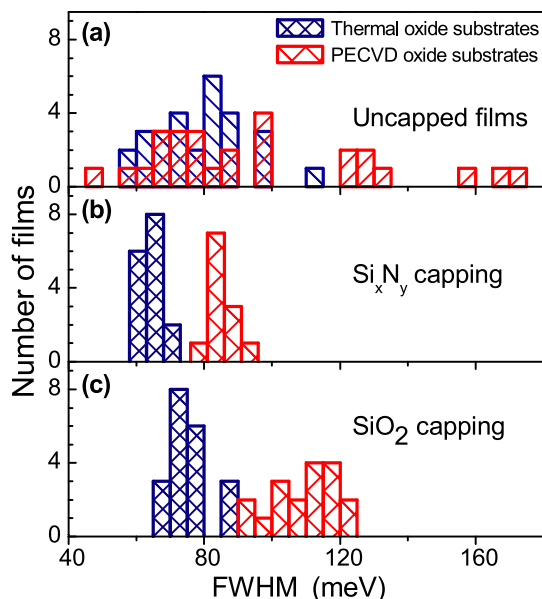 (a)
Thermal oxide substrates
PECVD oxide substrates
Uncapped films
8
4
0
(b)
SiₓNᵧ capping
8
4
0
(c)
SiO₂ capping
8
4
0
40 80 120 160
Number of films
FWHM (meV)